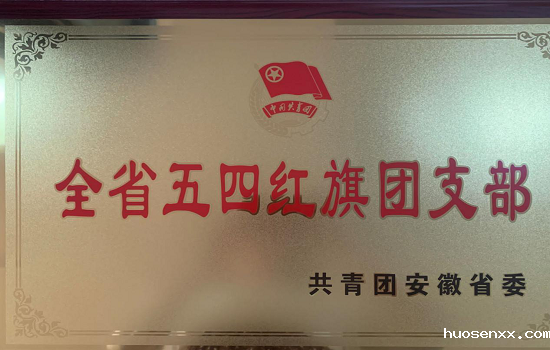 中国共青团
全省五四红旗团支部
共青团安徽省委
huosenxx.com